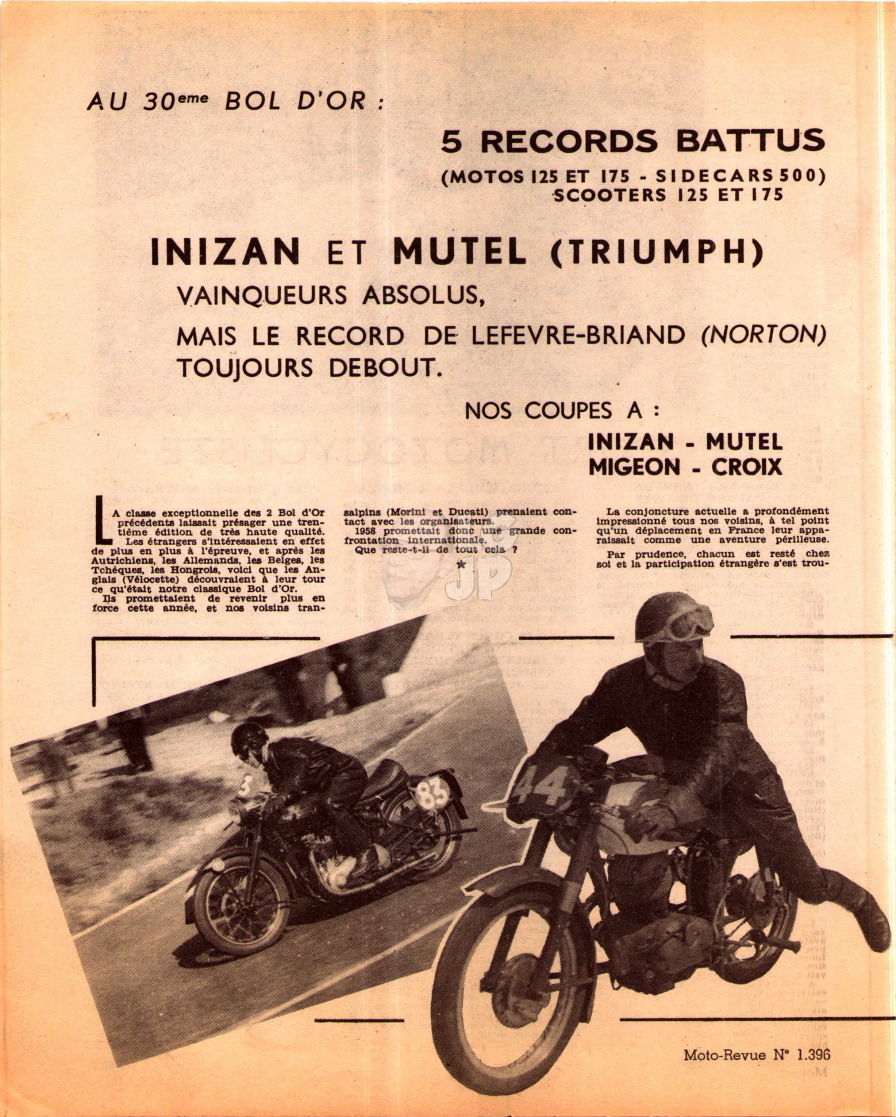 AU 30eme BOL D'OR :
5 RECORDS BATTUS
(MOTOS 125 ET 175 - SIDECARS 500)
SCOOTERS 125 ET 175
INIZAN ET MUTEL (TRIUMPH)
VAINQUEURS ABSOLUS,
MAIS LE RECORD DE LEFEVRE-BRIAND (NORTON)
TOUJOURS DEBOUT.
NOS COUPES A :
INIZAN - MUTEL
MIGEON - CROIX
LA classe exceptionnelle des 2 Bol d'Or
précédents laissait présager une tren-
tième édition de très haute qualité.
Les étrangers s'intéressaient en effet
de plus en plus à l'épreuve, et après les
Autrichiens, les Allemands, les Belges, les
Tchéques, les Hongrois, voici que les An-
glais (Vélocette) découvraient à leur tour
ce qu'était notre classique Bol d'Or.
Ils promettaient de revenir plus en
force cette année, et nos voisins tran-
salpins (Morini et Ducati) prenaient con-
tact avec les organisateurs.
1958 promettait donc une grande con-
frontation internationale.
Que reste-t-il de tout cela ?
*
JP
La conjoncture actuelle a profondément
impressionné tous nos voisins, à tel point
qu'un déplacement en France leur appa-
raissait comme une aventure périlleuse.
Par prudence, chacun est resté chez
soi et la participation étrangère s'est trou-
3
83
44
Moto-Revue N° 1.396